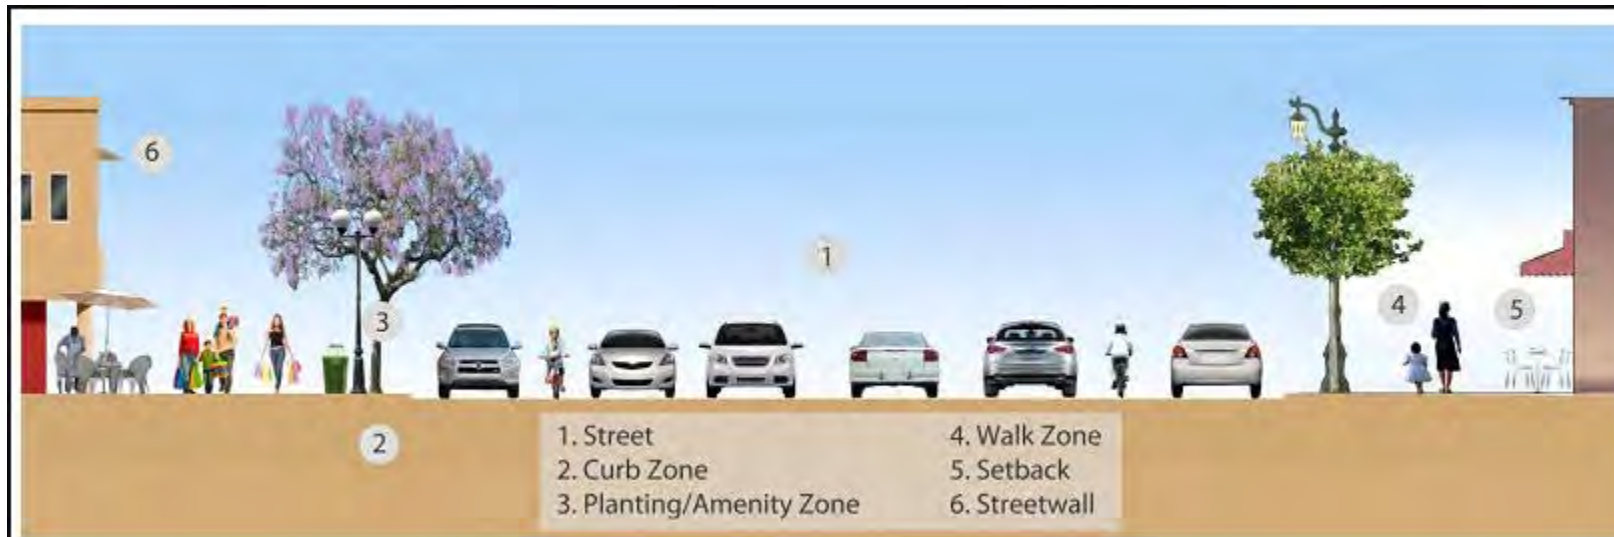 6
1
3
4
5
2
1. Street
2. Curb Zone
3. Planting/Amenity Zone
4. Walk Zone
5. Setback
6. Streetwall